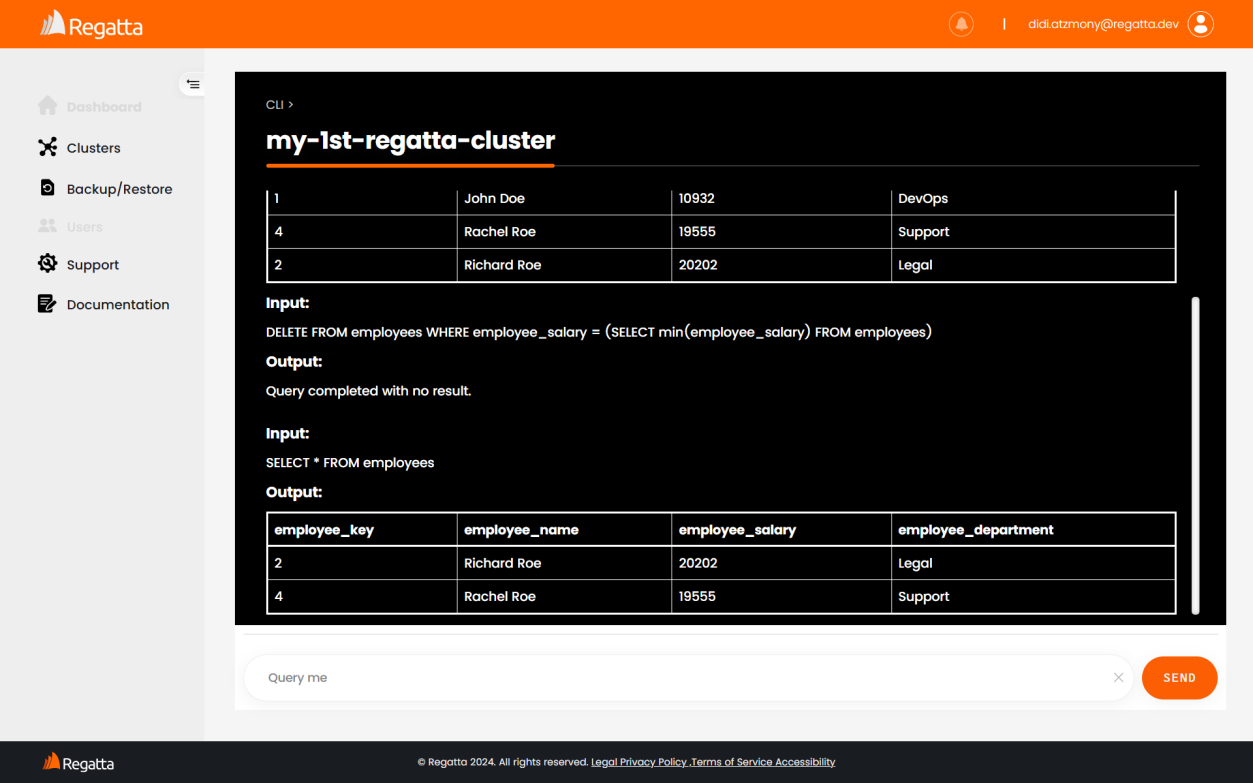 Regatta
| didi.atzmony@regatta.dev
Dashboard
Clusters
Backup/Restore
Users
Support
Documentation
CLI >
my-1st-regatta-cluster
1 John Doe 10932 DevOps
4 Rachel Roe 19555 Support
2 Richard Roe 20202 Legal
Input:
DELETE FROM employees WHERE employee_salary = (SELECT min(employee_salary) FROM employees)
Output:
Query completed with no result.
Input:
SELECT * FROM employees
Output:
employee_key employee_name employee_salary employee_department
2 Richard Roe 20202 Legal
4 Rachel Roe 19555 Support
Query me
SEND
Regatta
© Regatta 2024. All rights reserved. Legal Privacy Policy .Terms of Service Accessibility